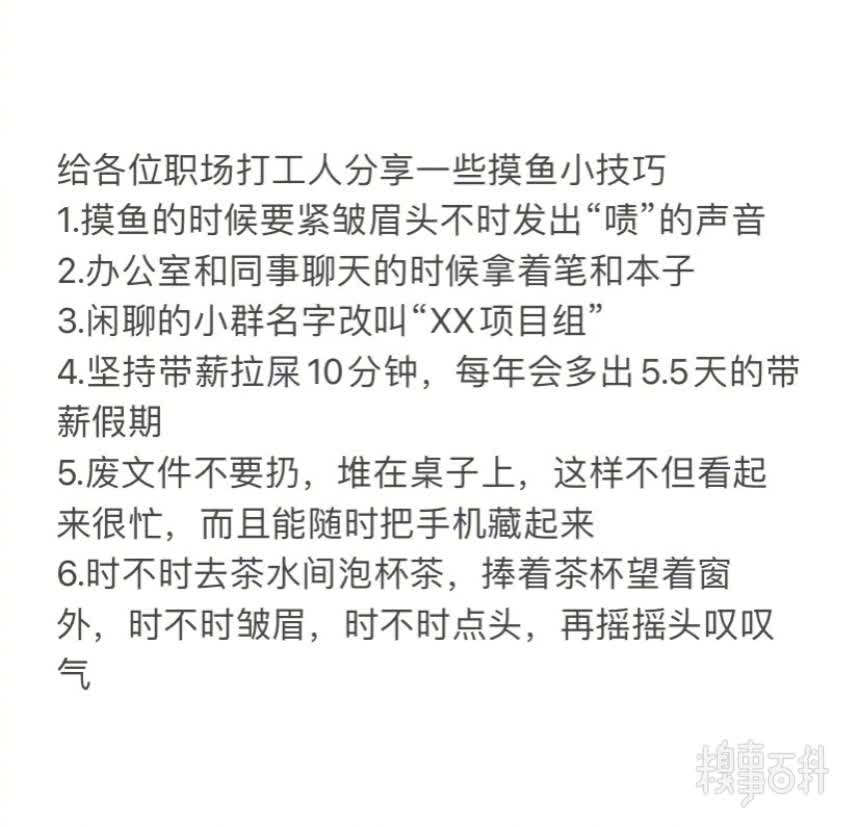 给各位职场打工人分享一些摸鱼小技巧
1.摸鱼的时候要紧皱眉头不时发出“啧”的声音
2.办公室和同事聊天的时候拿着笔和本子
3.闲聊的小群名字改叫“XX项目组”
4.坚持带薪拉屎10分钟，每年会多出5.5天的带
薪假期
5.废文件不要扔，堆在桌子上，这样不但看起
来很忙，而且能随时把手机藏起来
6.时不时去茶水间泡杯茶，捧着茶杯望着窗
外，时不时皱眉，时不时点头，再摇摇头叹叹
气
糗事百科